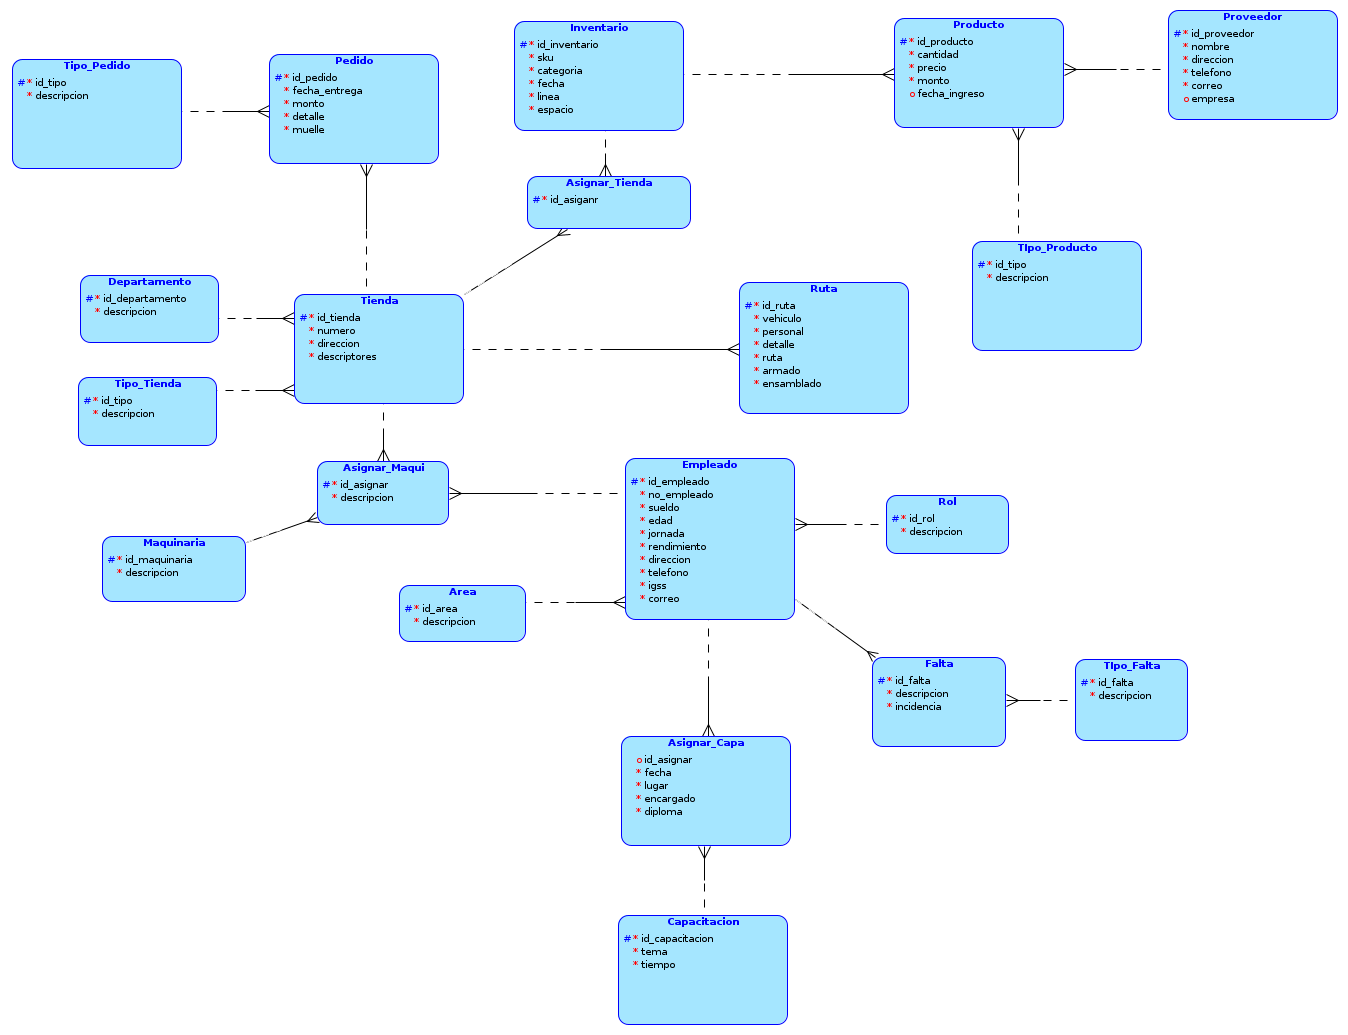 Tipo_Pedido
#* id_tipo
* descripcion
Pedido
#* id_pedido
* fecha_entrega
* monto
* detalle
* muelle
Inventario
#* id_inventario
* sku
* categoria
* fecha
* linea
* espacio
Producto
#* id_producto
* cantidad
* precio
* monto
o fecha_ingreso
Proveedor
#* id_proveedor
* nombre
* direccion
* telefono
* correo
o empresa
Asignar_Tienda
#* id_asiganr
TIpo_Producto
#* id_tipo
* descripcion
Departamento
#* id_departamento
* descripcion
Tienda
#* id_tienda
* numero
* direccion
* descriptores
Ruta
#* id_ruta
* vehiculo
* personal
* detalle
* ruta
* armado
* ensamblado
Tipo_Tienda
#* id_tipo
* descripcion
Asignar_Maqui
#* id_asignar
* descripcion
Empleado
#* id_empleado
* no_empleado
* sueldo
* edad
* jornada
* rendimiento
* direccion
* telefono
* igss
* correo
Rol
#* id_rol
* descripcion
Maquinaria
#* id_maquinaria
* descripcion
Area
#* id_area
* descripcion
Falta
#* id_falta
* descripcion
* incidencia
TIpo_Falta
#* id_falta
* descripcion
Asignar_Capa
o id_asignar
* fecha
* lugar
* encargado
* diploma
Capacitacion
#* id_capacitacion
* tema
* tiempo